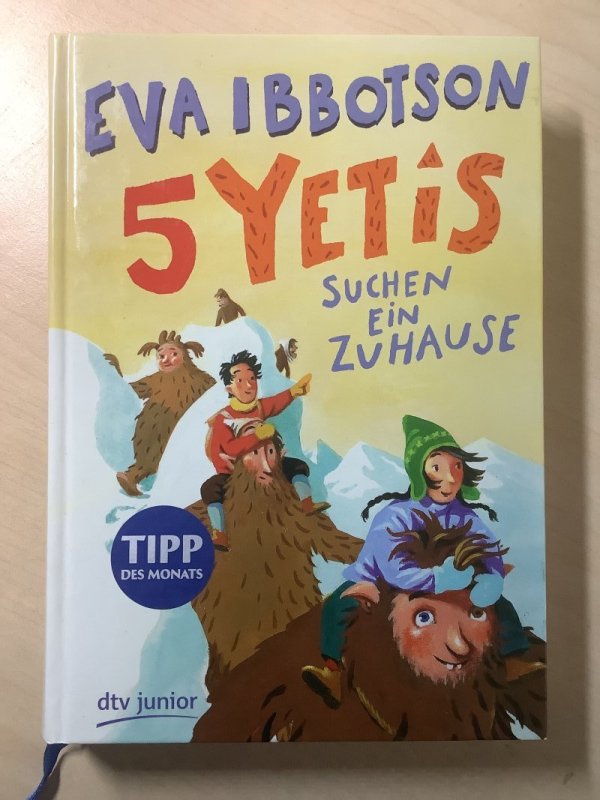 EVA IBBOTSON
5 YETIS
SUCHEN
EIN
ZUHAUSE
TIPP
DES MONATS
dtv junior